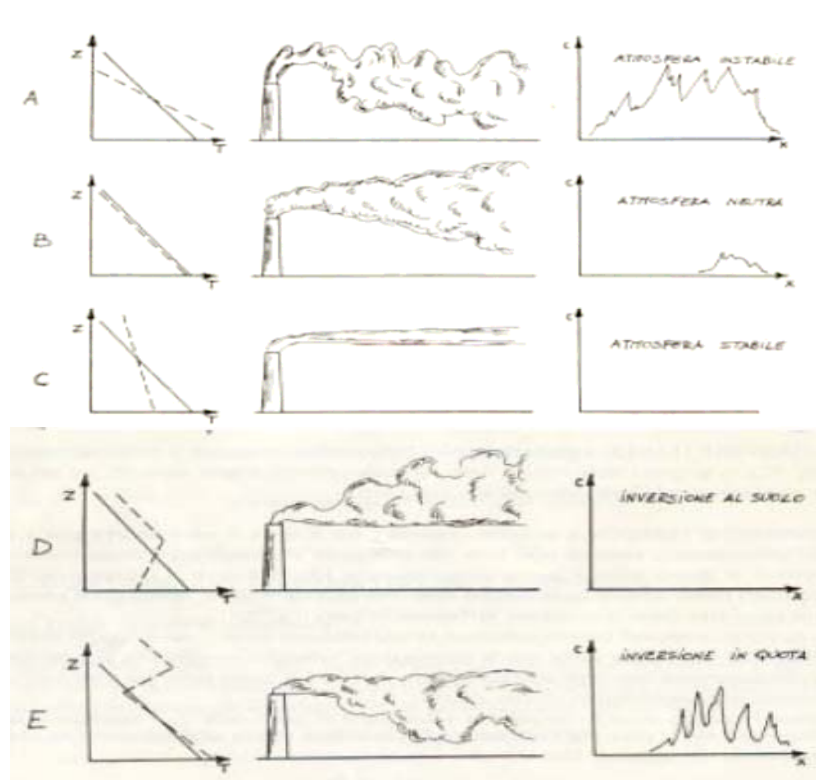 A
Z
T
C
ATMOSFERA INSTABILE
X
B
Z
T
C
ATMOSFERA NEUTRA
X
C
Z
T
C
ATMOSFERA STABILE
D
Z
T
C
INVERSIONE AL SUOLO
X
E
Z
T
C
INVERSIONE IN QUOTA
X